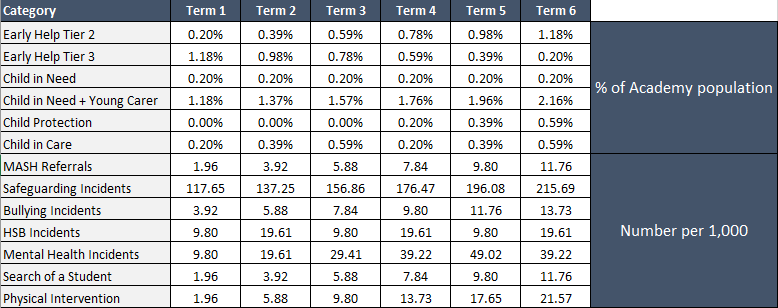 Category Term 1 Term 2 Term 3 Term 4 Term 5 Term 6
Early Help Tier 2 0.20% 0.39% 0.59% 0.78% 0.98% 1.18%
Early Help Tier 3 1.18% 0.98% 0.78% 0.59% 0.39% 0.20%
Child in Need 0.20% 0.20% 0.20% 0.20% 0.20% 0.20%
Child in Need + Young Carer 1.18% 1.37% 1.57% 1.76% 1.96% 2.16%
Child Protection 0.00% 0.00% 0.00% 0.20% 0.39% 0.59%
Child in Care 0.20% 0.39% 0.59% 0.20% 0.39% 0.59%
% of Academy population
MASH Referrals 1.96 3.92 5.88 7.84 9.80 11.76
Safeguarding Incidents 117.65 137.25 156.86 176.47 196.08 215.69
Bullying Incidents 3.92 5.88 7.84 9.80 11.76 13.73
HSB Incidents 9.80 19.61 9.80 19.61 9.80 19.61
Mental Health Incidents 9.80 19.61 29.41 39.22 49.02 39.22
Search of a Student 1.96 3.92 5.88 7.84 9.80 11.76
Physical Intervention 1.96 5.88 9.80 13.73 17.65 21.57
Number per 1,000